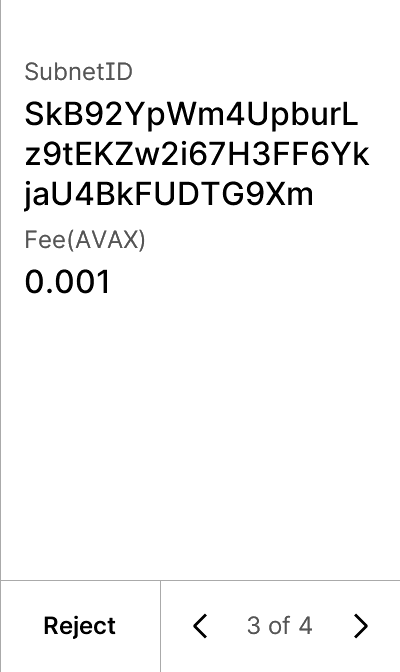 SubnetID
SkB92YpWm4UpburL
z9tEKZw2i67H3FF6Yk
jaU4BkFUDTG9Xm
Fee(AVAX)
0.001
Reject
3 of 4